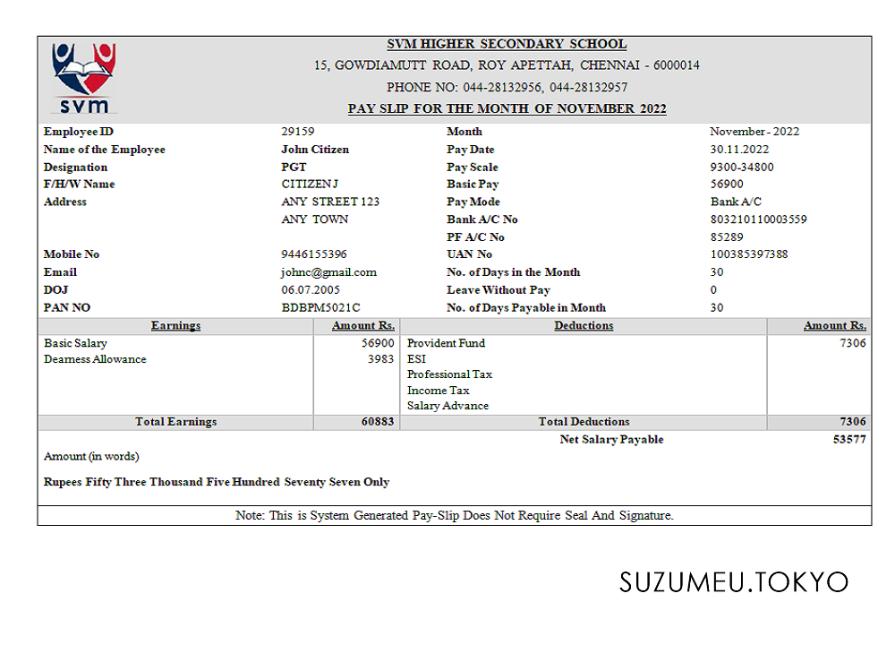 svm
SVM HIGHER SECONDARY SCHOOL
15, GOWDIAMUTT ROAD, ROY APETTAH, CHENNAI - 6000014
PHONE NO: 044-28132956, 044-28132957
PAY SLIP FOR THE MONTH OF NOVEMBER 2022
Employee ID 29159 Month November-2022
Name of the Employee John Citizen Pay Date 30.11.2022
Designation PGT Pay Scale 9300-34800
F/H/W Name CITIZEN J Basic Pay 56900
Address ANY STREET 123 Pay Mode Bank A/C
ANY TOWN Bank A/C No 803210110003559
PF A/C No 85289
Mobile No 9446155396 UAN No 100385397388
Email johnc@gmail.com No. of Days in the Month 30
DOJ 06.07.2005 Leave Without Pay 0
PAN NO BDBPM5021C No. of Days Payable in Month 30
Earnings Amount Rs. Deductions Amount Rs.
Basic Salary 56900 Provident Fund 7306
Dearness Allowance 3983 ESI
Professional Tax
Income Tax
Salary Advance
Total Earnings 60883 Total Deductions 7306
Net Salary Payable 53577
Amount (in words)
Rupees Fifty Three Thousand Five Hundred Seventy Seven Only
Note: This is System Generated Pay-Slip Does Not Require Seal And Signature.
SUZUMEU.TOKYO